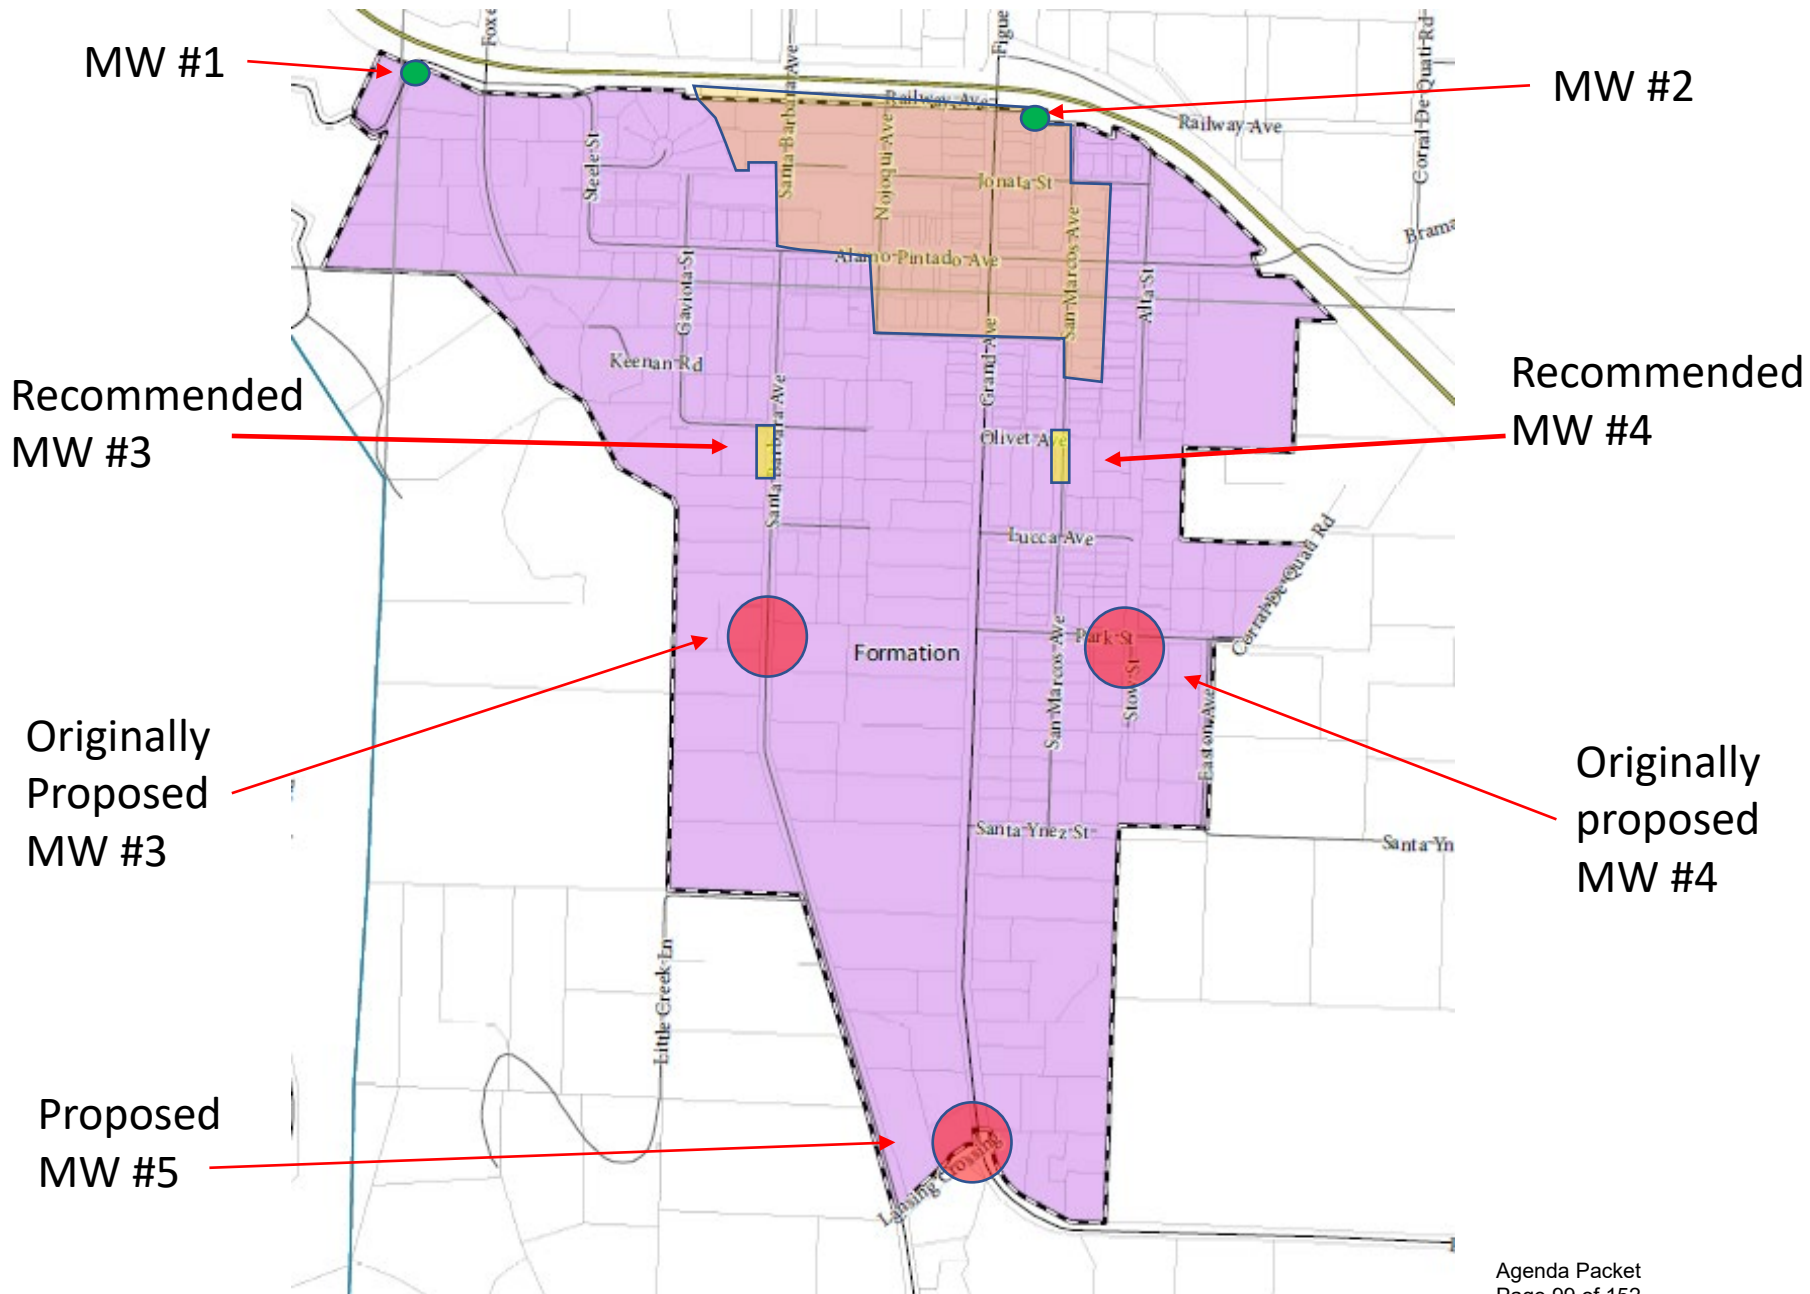 MW #1
MW #2
Railway Ave
Railway Ave
Corral De Quati Rd
Santa Barbara Ave
Steele St
Nojoqui Ave
Jonata St
San Marcos Ave
Alamo Pintado Ave
Gaviota St
Alta St
Keenan Rd
Grand Ave
Recommended
MW #3
Recommended
MW #4
Santa Barbara Ave
Olivet Ave
Lucca Ave
Corral De Quati Rd
Formation
Park St
San Marcos Ave
Stow St
Easton Ave
Originally
Proposed
MW #3
Originally
proposed
MW #4
Santa Ynez St
Santa Yn
Little Creek Ln
Proposed
MW #5
Lansing Crossing
Agenda Packet